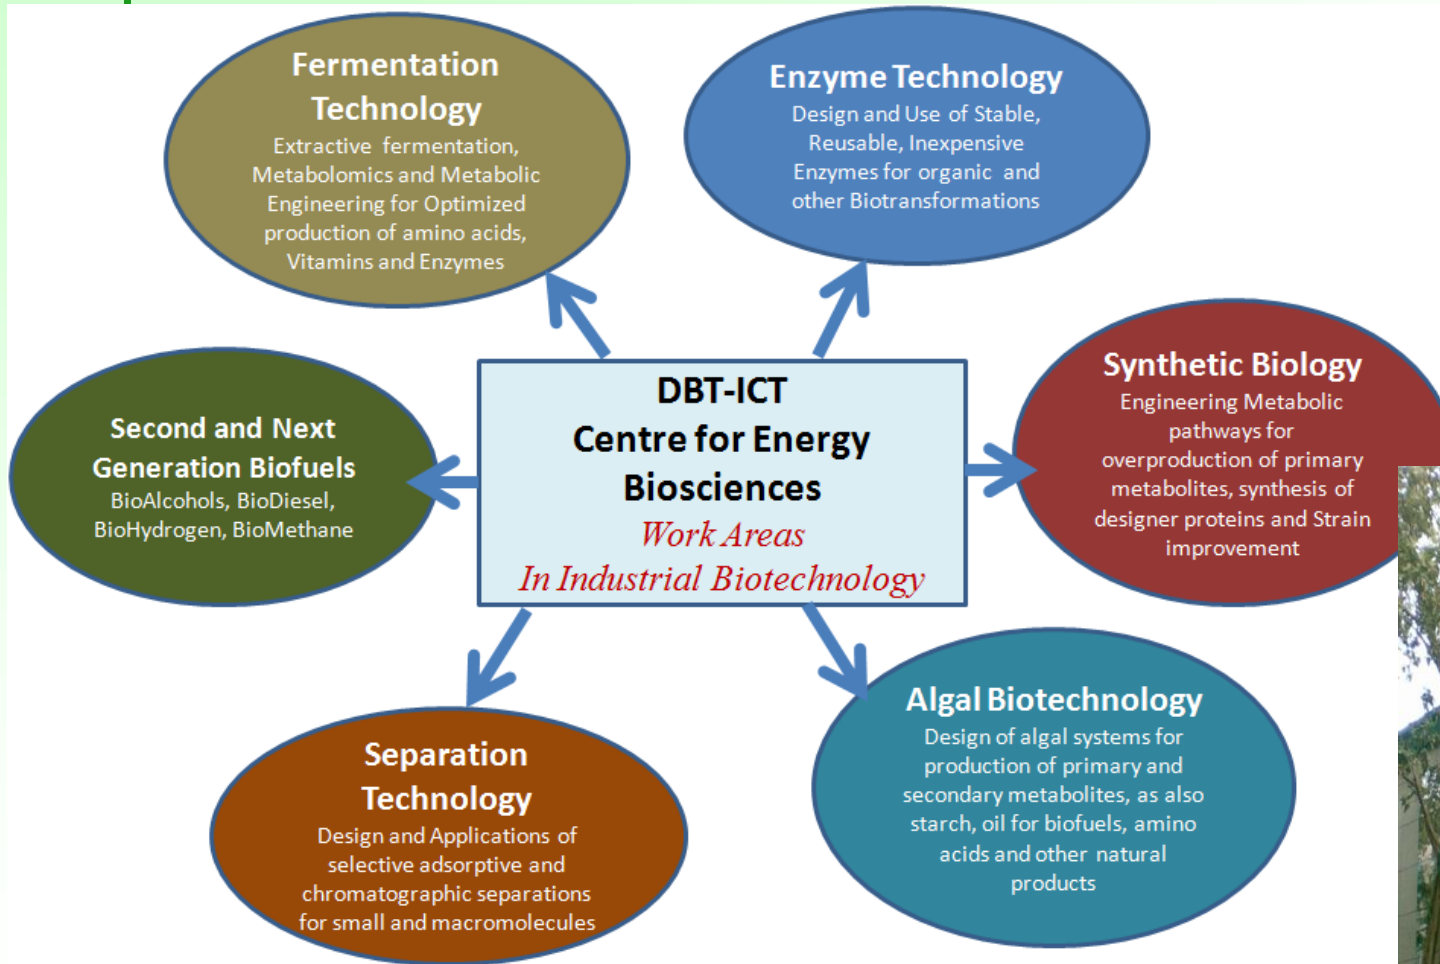 Fermentation
Technology
Extractive fermentation,
Metabolomics and Metabolic
Engineering for Optimized
production of amino acids,
Vitamins and Enzymes
Enzyme Technology
Design and Use of Stable,
Reusable, Inexpensive
Enzymes for organic and
other Biotransformations
Second and Next
Generation Biofuels
BioAlcohols, BioDiesel,
BioHydrogen, BioMethane
DBT-ICT
Centre for Energy
Biosciences
Work Areas
In Industrial Biotechnology
Synthetic Biology
Engineering Metabolic
pathways for
overproduction of primary
metabolites, synthesis of
designer proteins and Strain
improvement
Separation
Technology
Design and Applications of
selective adsorptive and
chromatographic separations
for small and macromolecules
Algal Biotechnology
Design of algal systems for
production of primary and
secondary metabolites, as also
starch, oil for biofuels, amino
acids and other natural
products